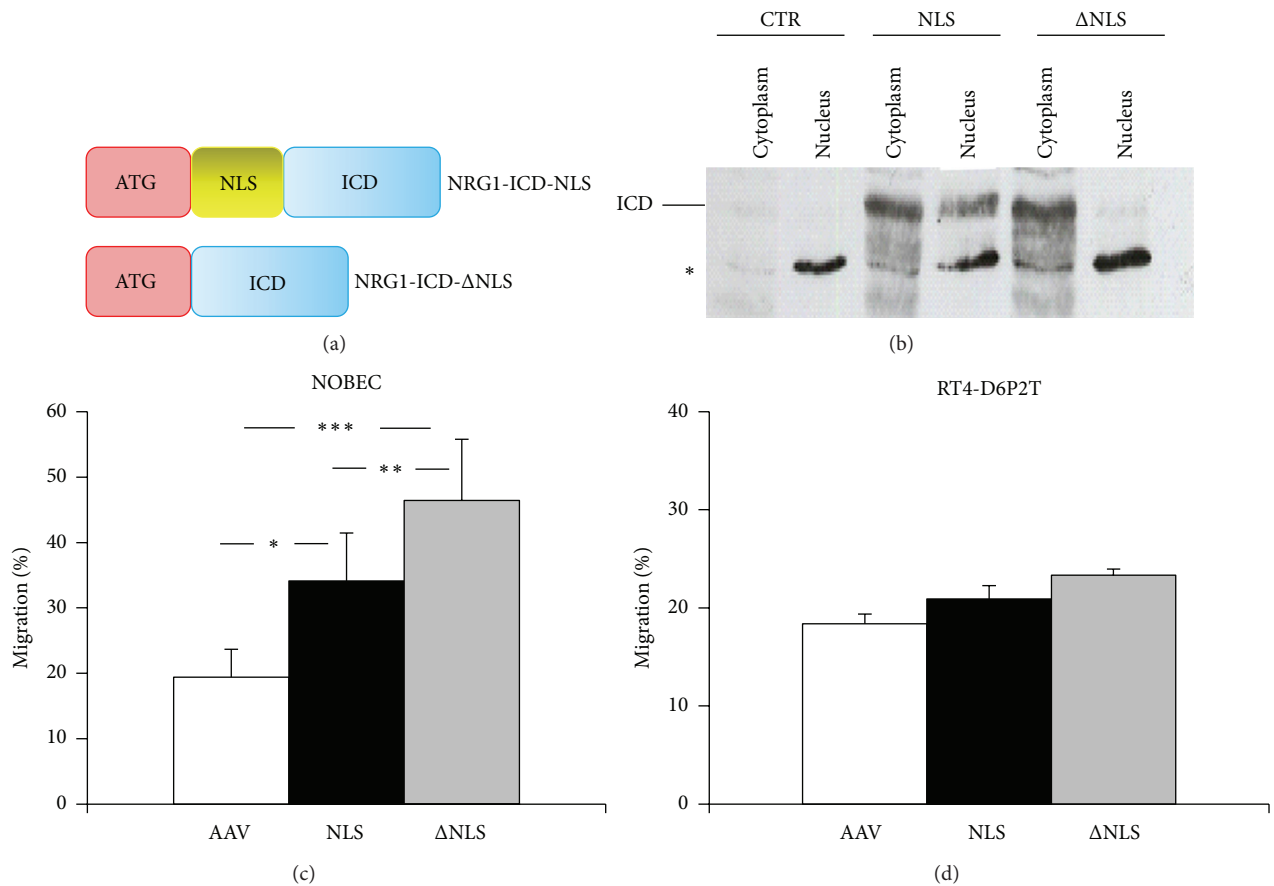 ATG NLS ICD NRG1-ICD-NLS
ATG ICD NRG1-ICD-ΔNLS
(a)
CTR NLS ΔNLS
Cytoplasm Nucleus Cytoplasm Nucleus Cytoplasm Nucleus
ICD
*
(b)
NOBEC
Migration (%)
60
50
40
30
20
10
0
***
**
*
AAV NLS ΔNLS
(c)
RT4-D6P2T
Migration (%)
40
30
20
10
0
AAV NLS ΔNLS
(d)